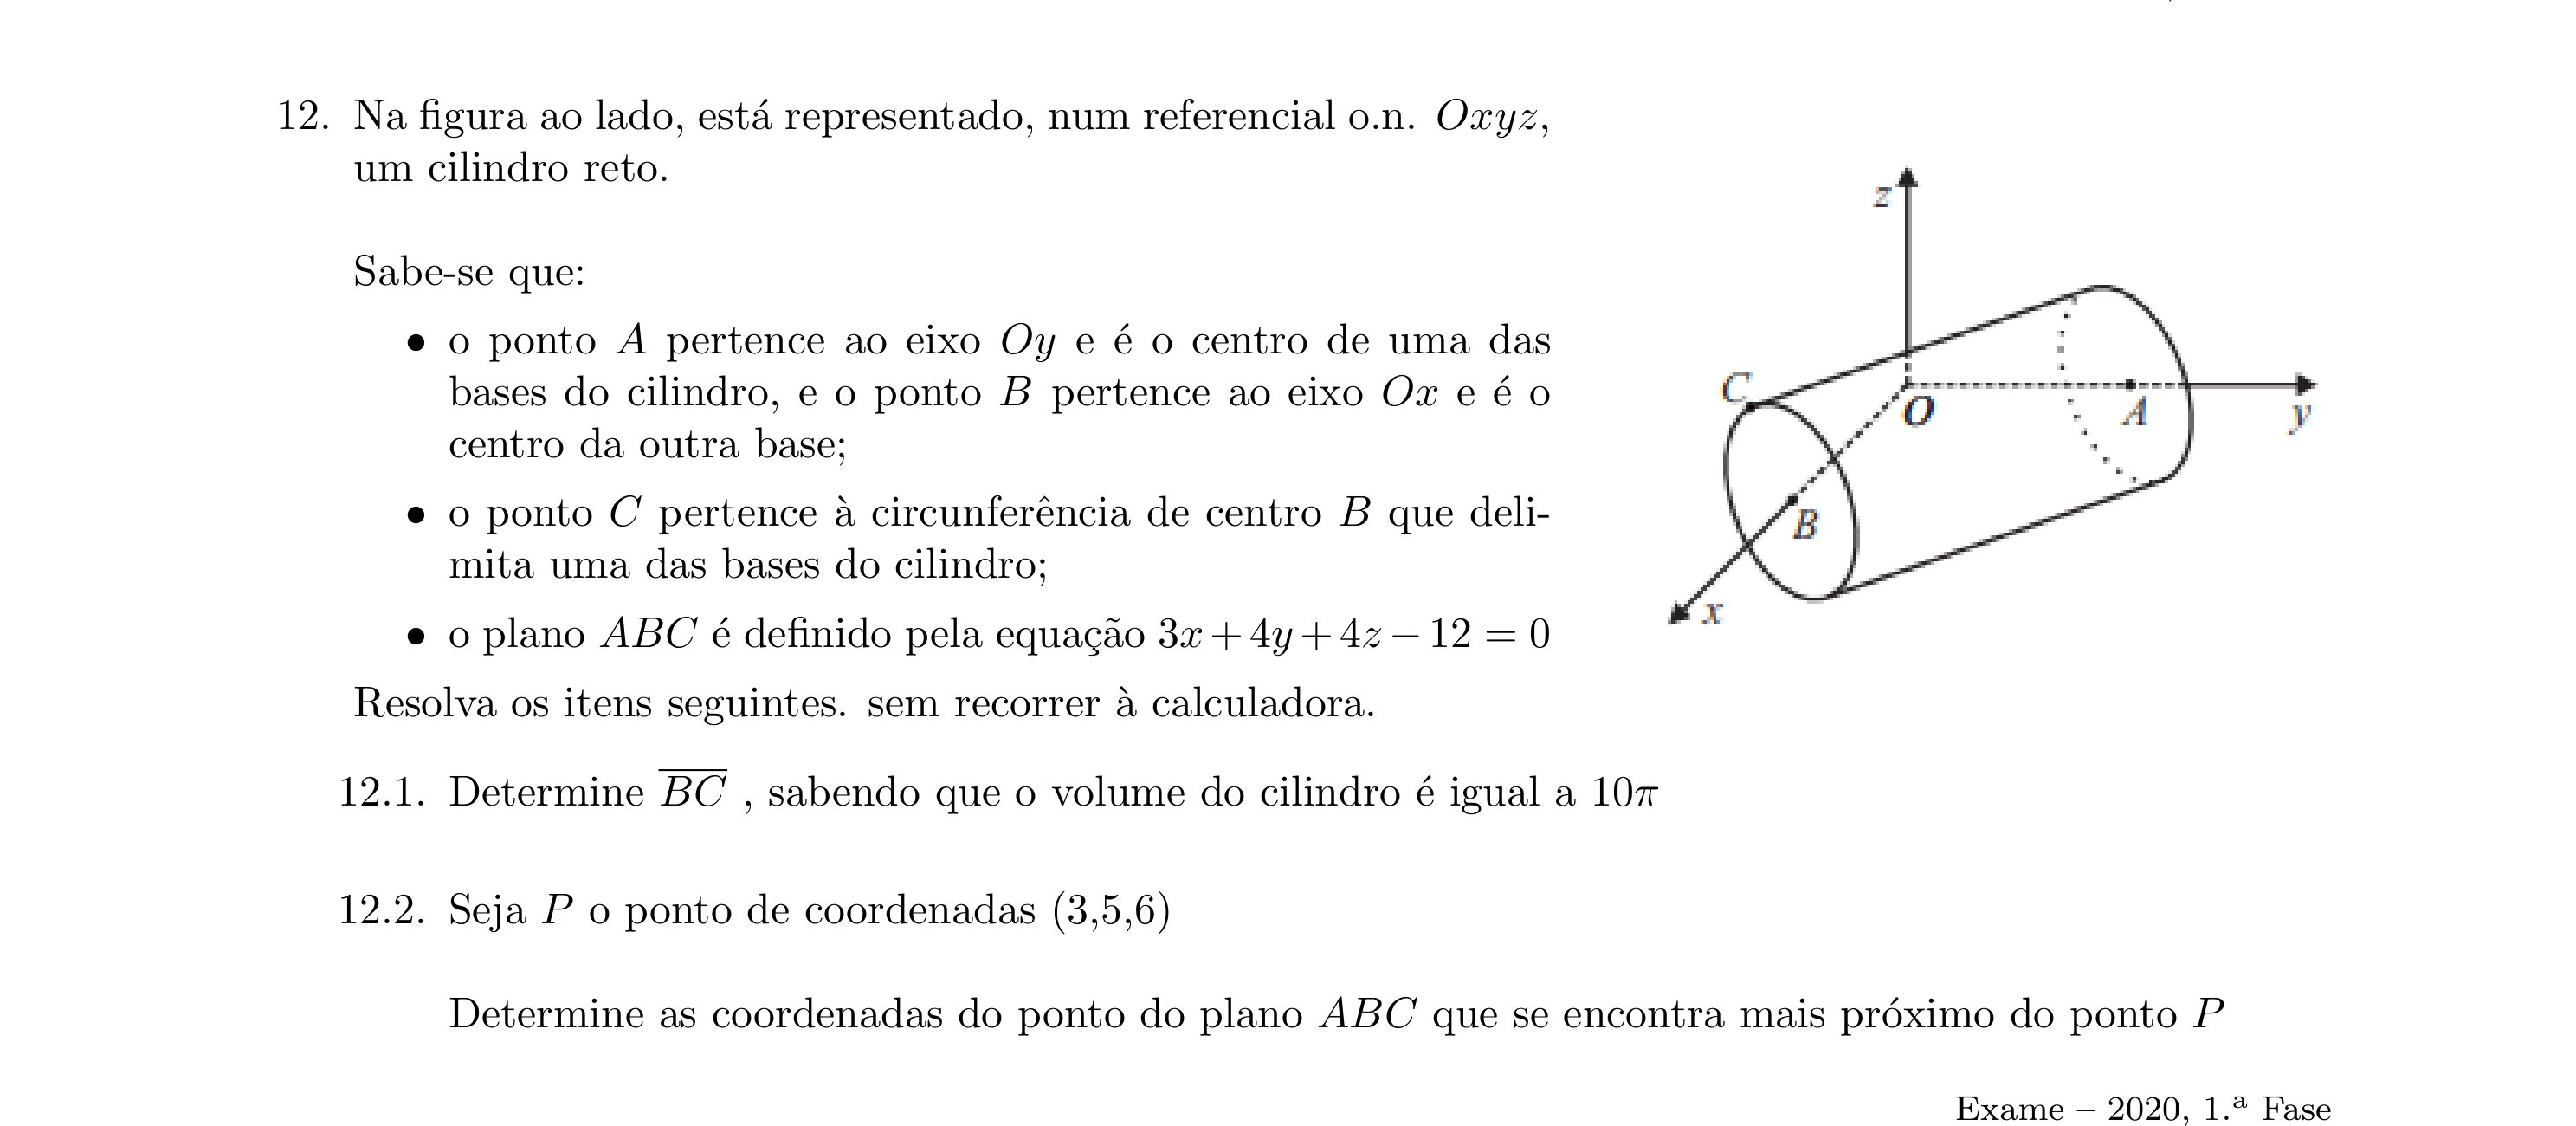 12. Na figura ao lado, está representado, num referencial o.n. Oxyz,
um cilindro reto.
Sabe-se que:
• o ponto A pertence ao eixo Oy e é o centro de uma das
bases do cilindro, e o ponto B pertence ao eixo Ox e é o
centro da outra base;
• o ponto C pertence à circunferência de centro B que deli-
mita uma das bases do cilindro;
• o plano ABC é definido pela equação 3x + 4y + 4z − 12 = 0
z
C
O
A
y
B
x
Resolva os itens seguintes. sem recorrer à calculadora.
12.1. Determine \overline{BC} , sabendo que o volume do cilindro é igual a 10π
12.2. Seja P o ponto de coordenadas (3,5,6)
Determine as coordenadas do ponto do plano ABC que se encontra mais próximo do ponto P
Exame – 2020, 1.ª Fase